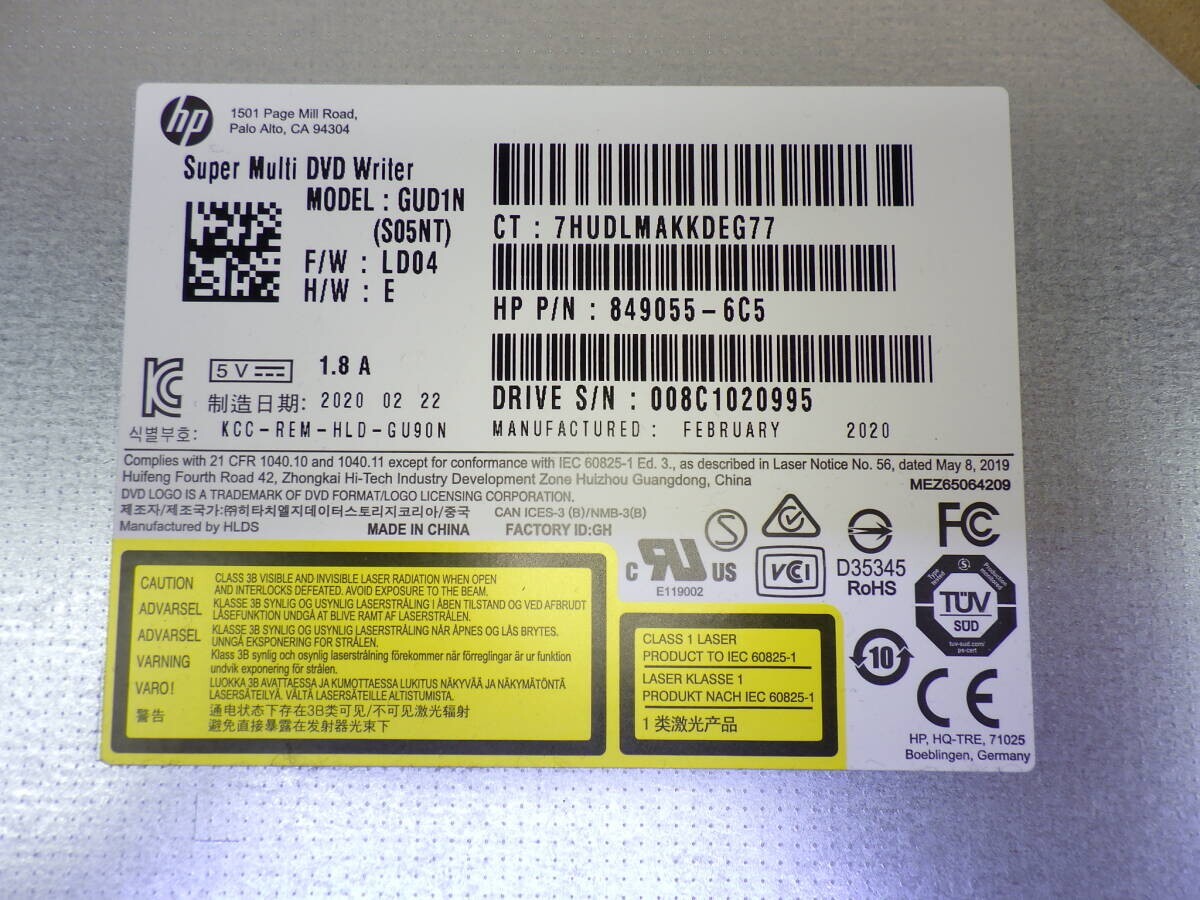 hp
1501 Page Mill Road,
Palo Alto, CA 94304
Super Multi DVD Writer
MODEL : GUD1N
(S05NT)
F/W : LD04
H/W : E
CT : 7HUDLMAKKDEG77
HP P/N : 849055-6C5
DRIVE S/N : 008C1020995
MANUFACTURED : FEBRUARY 2020
5 V 1.8 A
制造日期: 2020 02 22
식별부호: KCC-REM-HLD-GU90N
Complies with 21 CFR 1040.10 and 1040.11 except for conformance with IEC 60825-1 Ed. 3., as described in Laser Notice No. 56, dated May 8, 2019
Huifeng Fourth Road 42, Zhongkai Hi-Tech Industry Development Zone Huizhou Guangdong, China
MEZ65064209
DVD LOGO IS A TRADEMARK OF DVD FORMAT/LOGO LICENSING CORPORATION.
제조자/제조국가:㈜히타치엘지데이터스토리지코리아/중국
CAN ICES-3 (B)/NMB-3(B)
Manufactured by HLDS
MADE IN CHINA
FACTORY ID:GH
CAUTION
CLASS 3B VISIBLE AND INVISIBLE LASER RADIATION WHEN OPEN
AND INTERLOCKS DEFEATED. AVOID EXPOSURE TO THE BEAM.
ADVARSEL
KLASSE 3B SYNLIG OG USYNLIG LASERSTRÅLING I ÅBEN TILSTAND OG VED AFBRUDT
LÅSEFUNKTION UNDGÅ AT BLIVE RAMT AF LASERSTRÅLEN.
ADVARSEL
KLASSE 3B SYNLIG OG USYNLIG LASERSTRÅLING NÅR ÅPNES OG LÅS BRYTES.
UNNGÅ EKSPONERING FOR STRÅLEN.
VARNING
Klass 3B synlig och osynlig laserstrålning förekommer när förreglingar är ur funktion
undvik exponering för strålen.
VARO!
LUOKKA 3B AVATTAESSA JA KUMOTTAESSA LUKITUS NÄKYVÄÄ JA NÄKYMÄTÖNTÄ
LASERSÄTEILYÄ. VÄLTÄ LASERSÄTEILLE ALTISTUMISTA.
警告
通电状态下存在3B类可见/不可见激光辐射
避免直接暴露在发射器光束下
C UL US
E119002
S
VCI
D35345
RoHS
FC
Type tested
Production monitored
TÜV
SÜD
tuv-sud.com/
ps-cert
10
CE
CLASS 1 LASER
PRODUCT TO IEC 60825-1
LASER KLASSE 1
PRODUKT NACH IEC 60825-1
1 类激光产品
HP, HQ-TRE, 71025
Boeblingen, Germany